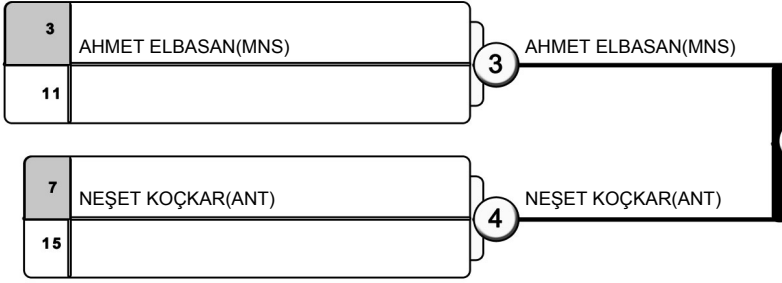 3
AHMET ELBASAN(MNS)
3
AHMET ELBASAN(MNS)
11
7
NEŞET KOÇKAR(ANT)
4
NEŞET KOÇKAR(ANT)
15